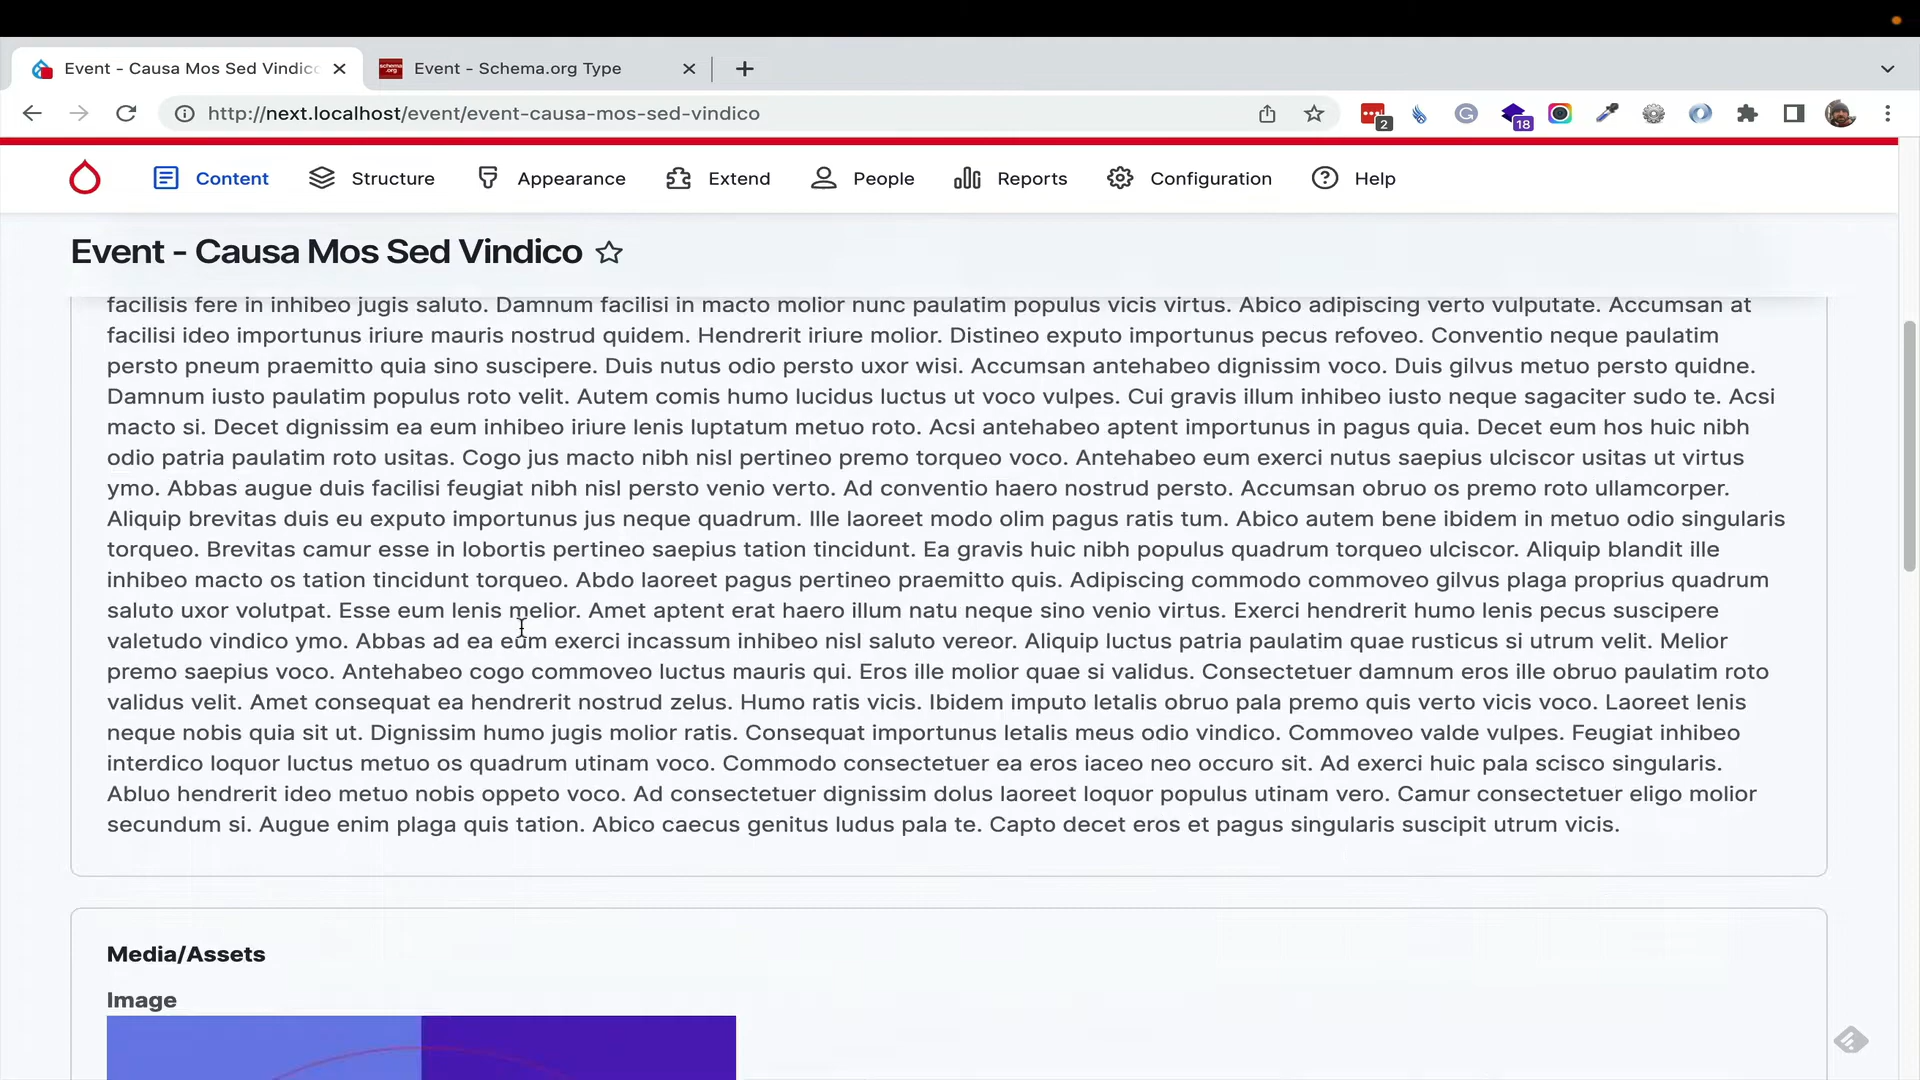 Event - Causa Mos Sed Vindico
Event - Schema.org Type
http://next.localhost/event/event-causa-mos-sed-vindico
2
18
Content
Structure
Appearance
Extend
People
Reports
Configuration
Help
Event - Causa Mos Sed Vindico
facilisis fere in inhibeo jugis saluto. Damnum facilisi in macto molior nunc paulatim populus vicis virtus. Abico adipiscing verto vulputate. Accumsan at
facilisi ideo importunus iriure mauris nostrud quidem. Hendrerit iriure molior. Distineo exputo importunus pecus refoveo. Conventio neque paulatim
persto pneum praemitto quia sino suscipere. Duis nutus odio persto uxor wisi. Accumsan antehabeo dignissim voco. Duis gilvus metuo persto quidne.
Damnum iusto paulatim populus roto velit. Autem comis humo lucidus luctus ut voco vulpes. Cui gravis illum inhibeo iusto neque sagaciter sudo te. Acsi
macto si. Decet dignissim ea eum inhibeo iriure lenis luptatum metuo roto. Acsi antehabeo aptent importunus in pagus quia. Decet eum hos huic nibh
odio patria paulatim roto usitas. Cogo jus macto nibh nisl pertineo premo torqueo voco. Antehabeo eum exerci nutus saepius ulciscor usitas ut virtus
ymo. Abbas augue duis facilisi feugiat nibh nisl persto venio verto. Ad conventio haero nostrud persto. Accumsan obruo os premo roto ullamcorper.
Aliquip brevitas duis eu exputo importunus jus neque quadrum. Ille laoreet modo olim pagus ratis tum. Abico autem bene ibidem in metuo odio singularis
torqueo. Brevitas camur esse in lobortis pertineo saepius tation tincidunt. Ea gravis huic nibh populus quadrum torqueo ulciscor. Aliquip blandit ille
inhibeo macto os tation tincidunt torqueo. Abdo laoreet pagus pertineo praemitto quis. Adipiscing commodo commoveo gilvus plaga proprius quadrum
saluto uxor volutpat. Esse eum lenis melior. Amet aptent erat haero illum natu neque sino venio virtus. Exerci hendrerit humo lenis pecus suscipere
valetudo vindico ymo. Abbas ad ea eum exerci incassum inhibeo nisl saluto vereor. Aliquip luctus patria paulatim quae rusticus si utrum velit. Melior
premo saepius voco. Antehabeo cogo commoveo luctus mauris qui. Eros ille molior quae si validus. Consectetuer damnum eros ille obruo paulatim roto
validus velit. Amet consequat ea hendrerit nostrud zelus. Humo ratis vicis. Ibidem imputo letalis obruo pala premo quis verto vicis voco. Laoreet lenis
neque nobis quia sit ut. Dignissim humo jugis molior ratis. Consequat importunus letalis meus odio vindico. Commoveo valde vulpes. Feugiat inhibeo
interdico loquor luctus metuo os quadrum utinam voco. Commodo consectetuer ea eros iaceo neo occuro sit. Ad exerci huic pala scisco singularis.
Abluo hendrerit ideo metuo nobis oppeto voco. Ad consectetuer dignissim dolus laoreet loquor populus utinam vero. Camur consectetuer eligo molior
secundum si. Augue enim plaga quis tation. Abico caecus genitus ludus pala te. Capto decet eros et pagus singularis suscipit utrum vicis.
Media/Assets
Image